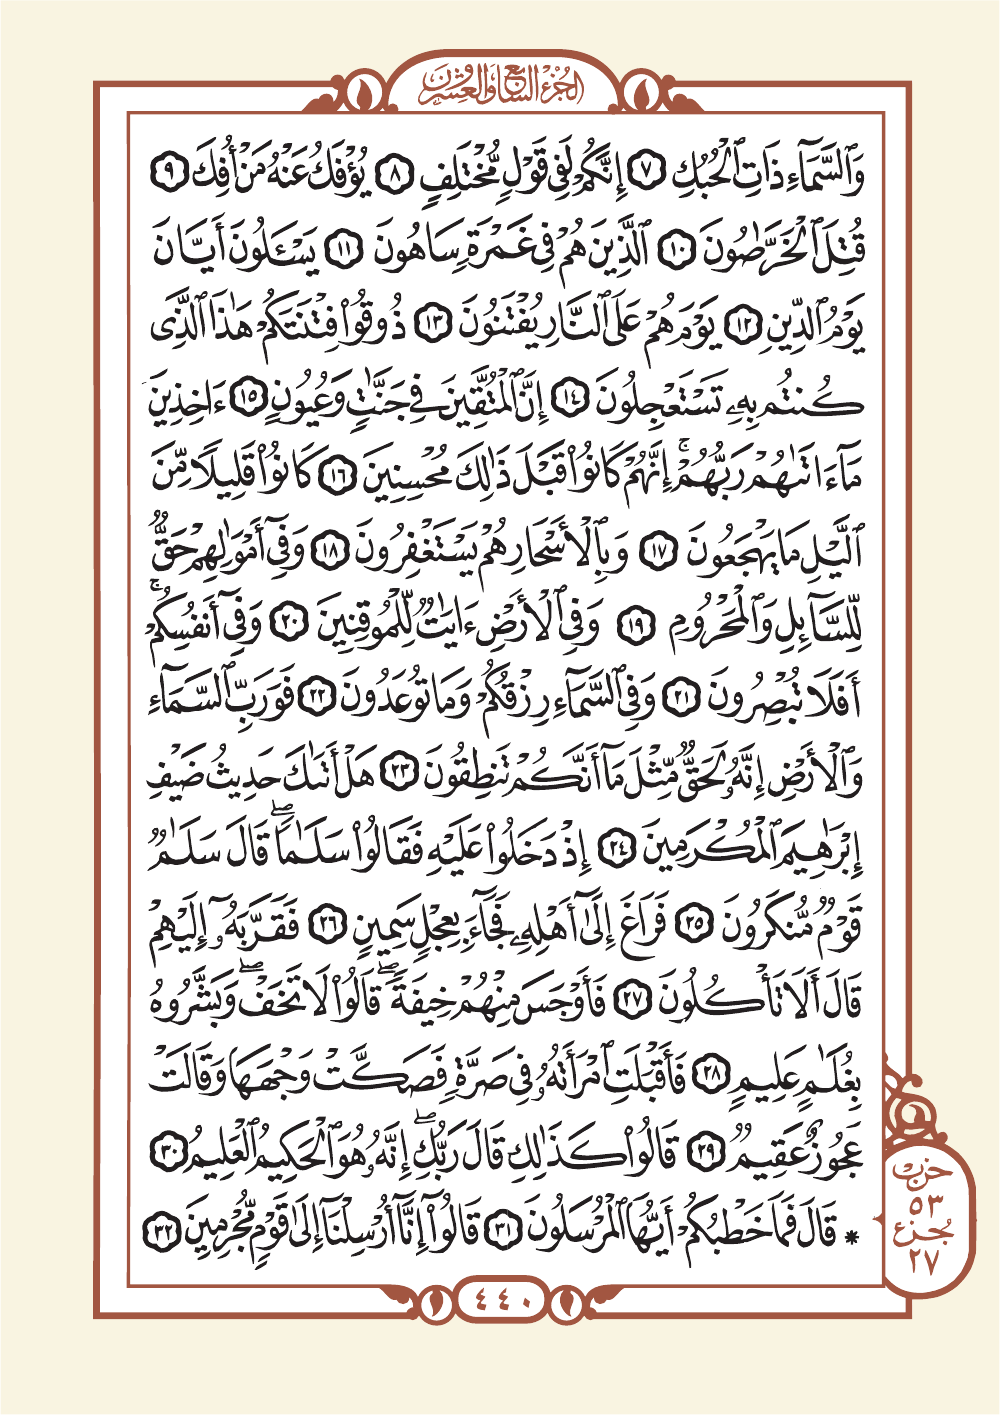 الجزء السابع والعشرون
وَٱلسَّمَآءِ ذَاتِ ٱلْحُبُكِ ٧ إِنَّكُمْ لَفِى قَوْلٍ مُّخْتَلِفٍ ٨ يُؤْفَكُ عَنْهُ مَنْ أُفِكَ ٩
قُتِلَ ٱلْخَرَّٰصُونَ ١٠ ٱلَّذِينَ هُمْ فِى غَمْرَةٍ سَاهُونَ ١١ يَسْـَٔلُونَ أَيَّانَ
يَوْمُ ٱلدِّينِ ١٢ يَوْمَ هُمْ عَلَى ٱلنَّارِ يُفْتَنُونَ ١٣ ذُوقُوا۟ فِتْنَتَكُمْ هَٰذَا ٱلَّذِى
كُنتُم بِهِۦ تَسْتَعْجِلُونَ ١٤ إِنَّ ٱلْمُتَّقِينَ فِى جَنَّٰتٍ وَعُيُونٍ ١٥ ءَاخِذِينَ
مَآ ءَاتَىٰهُمْ رَبُّهُمْ ۚ إِنَّهُمْ كَانُوا۟ قَبْلَ ذَٰلِكَ مُحْسِنِينَ ١٦ كَانُوا۟ قَلِيلًا مِّنَ
ٱلَّيْلِ مَا يَهْجَعُونَ ١٧ وَبِٱلْأَسْحَارِ هُمْ يَسْتَغْفِرُونَ ١٨ وَفِىٓ أَمْوَٰلِهِمْ حَقٌّ
لِّلسَّآئِلِ وَٱلْمَحْرُومِ ١٩ وَفِى ٱلْأَرْضِ ءَايَٰتٌ لِّلْمُوقِنِينَ ٢٠ وَفِىٓ أَنفُسِكُمْ ۚ
أَفَلَا تُبْصِرُونَ ٢١ وَفِى ٱلسَّمَآءِ رِزْقُكُمْ وَمَا تُوعَدُونَ ٢٢ فَوَرَبِّ ٱلسَّمَآءِ
وَٱلْأَرْضِ إِنَّهُۥ لَحَقٌّ مِّثْلَ مَآ أَنَّكُمْ تَنطِقُونَ ٢٣ هَلْ أَتَىٰكَ حَدِيثُ ضَيْفِ
إِبْرَٰهِيمَ ٱلْمُكْرَمِينَ ٢٤ إِذْ دَخَلُوا۟ عَلَيْهِ فَقَالُوا۟ سَلَٰمًا ۖ قَالَ سَلَٰمٌ
قَوْمٌ مُّنكَرُونَ ٢٥ فَرَاغَ إِلَىٰٓ أَهْلِهِۦ فَجَآءَ بِعِجْلٍ سَمِينٍ ٢٦ فَقَرَّبَهُۥٓ إِلَيْهِمْ
قَالَ أَلَا تَأْكُلُونَ ٢٧ فَأَوْجَسَ مِنْهُمْ خِيفَةً ۖ قَالُوا۟ لَا تَخَفْ ۖ وَبَشَّرُوهُ
بِغُلَٰمٍ عَلِيمٍ ٢٨ فَأَقْبَلَتِ ٱمْرَأَتُهُۥ فِى صَرَّةٍ فَصَكَّتْ وَجْهَهَا وَقَالَتْ
عَجُوزٌ عَقِيمٌ ٢٩ قَالُوا۟ كَذَٰلِكِ قَالَ رَبُّكِ ۖ إِنَّهُۥ هُوَ ٱلْحَكِيمُ ٱلْعَلِيمُ ٣٠
* قَالَ فَمَا خَطْبُكُمْ أَيُّهَا ٱلْمُرْسَلُونَ ٣١ قَالُوٓا۟ إِنَّآ أُرْسِلْنَآ إِلَىٰ قَوْمٍ مُّجْرِمِينَ ٣٢
حزب
٥٣
جزء
٢٧
٤٤٠